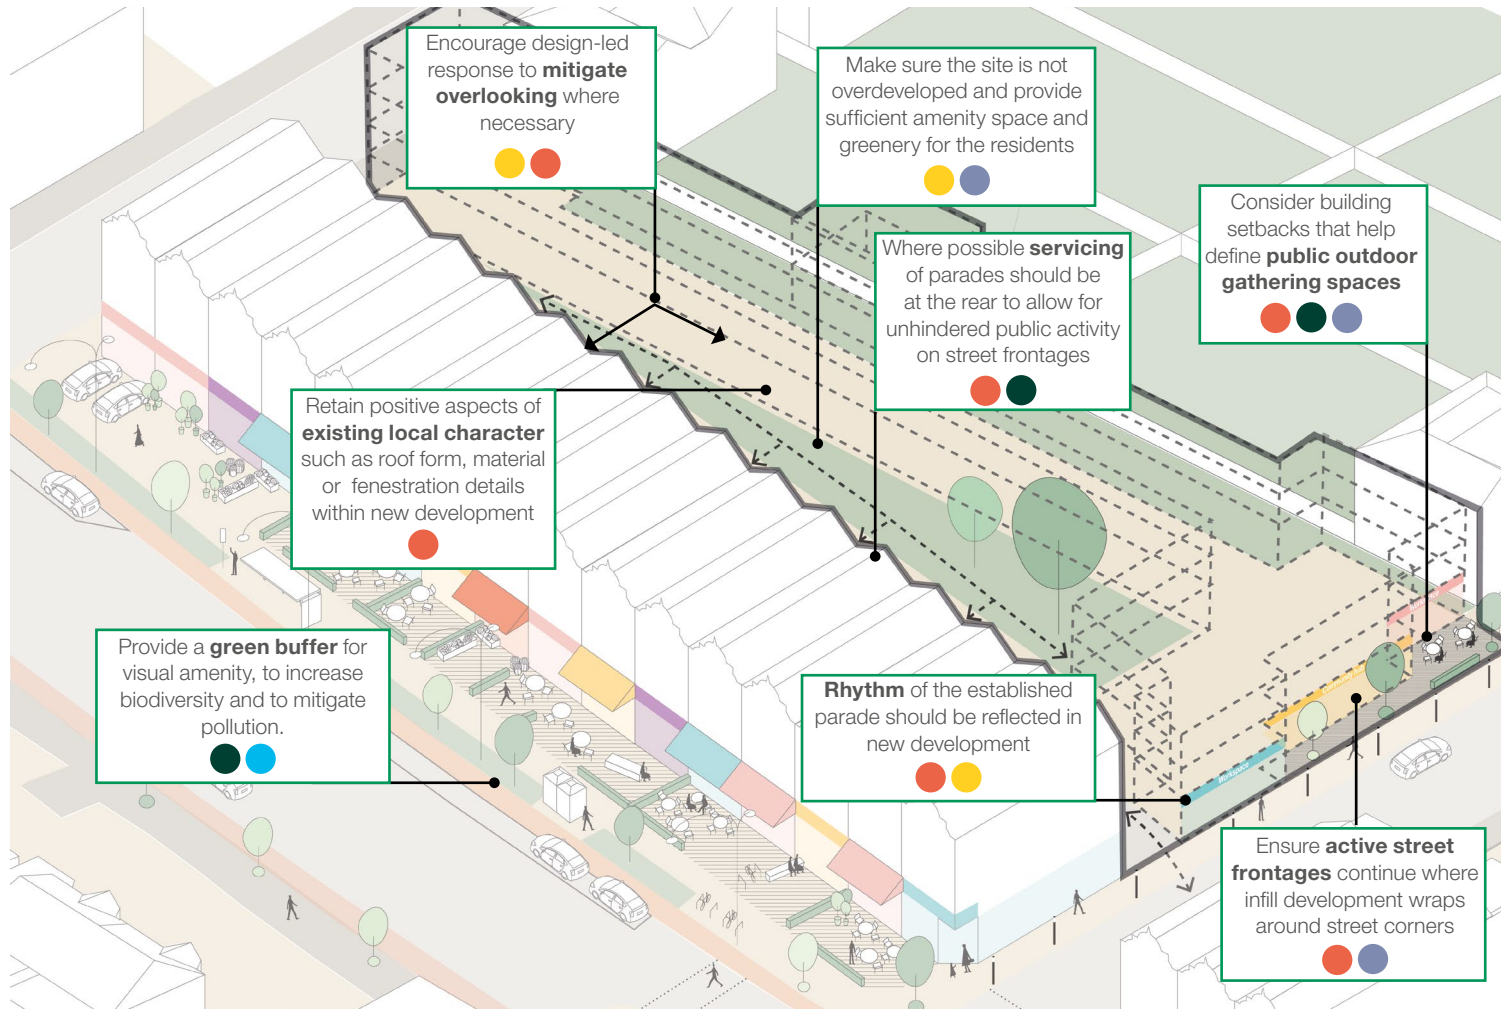 Encourage design-led
response to mitigate
overlooking where
necessary
Make sure the site is not
overdeveloped and provide
sufficient amenity space and
greenery for the residents
Consider building
setbacks that help
define public outdoor
gathering spaces
Where possible servicing
of parades should be
at the rear to allow for
unhindered public activity
on street frontages
Retain positive aspects of
existing local character
such as roof form, material
or fenestration details
within new development
Provide a green buffer for
visual amenity, to increase
biodiversity and to mitigate
pollution.
Rhythm of the established
parade should be reflected in
new development
Workspace
Ensure active street
frontages continue where
infill development wraps
around street corners